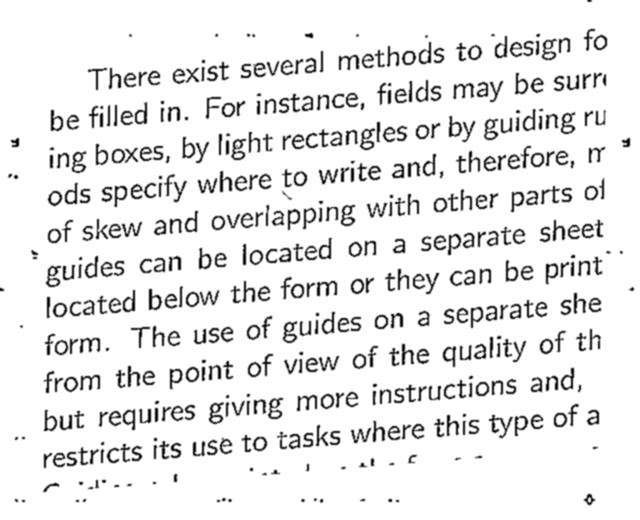 There exist several methods to design fo
be filled in. For instance, fields may be surr
ing boxes, by light rectangles or by guiding ru
ods specify where to write and, therefore, m
of skew and overlapping with other parts of
guides can be located on a separate sheet
located below the form or they can be print
form. The use of guides on a separate she
from the point of view of the quality of th
but requires giving more instructions and,
restricts its use to tasks where this type of a